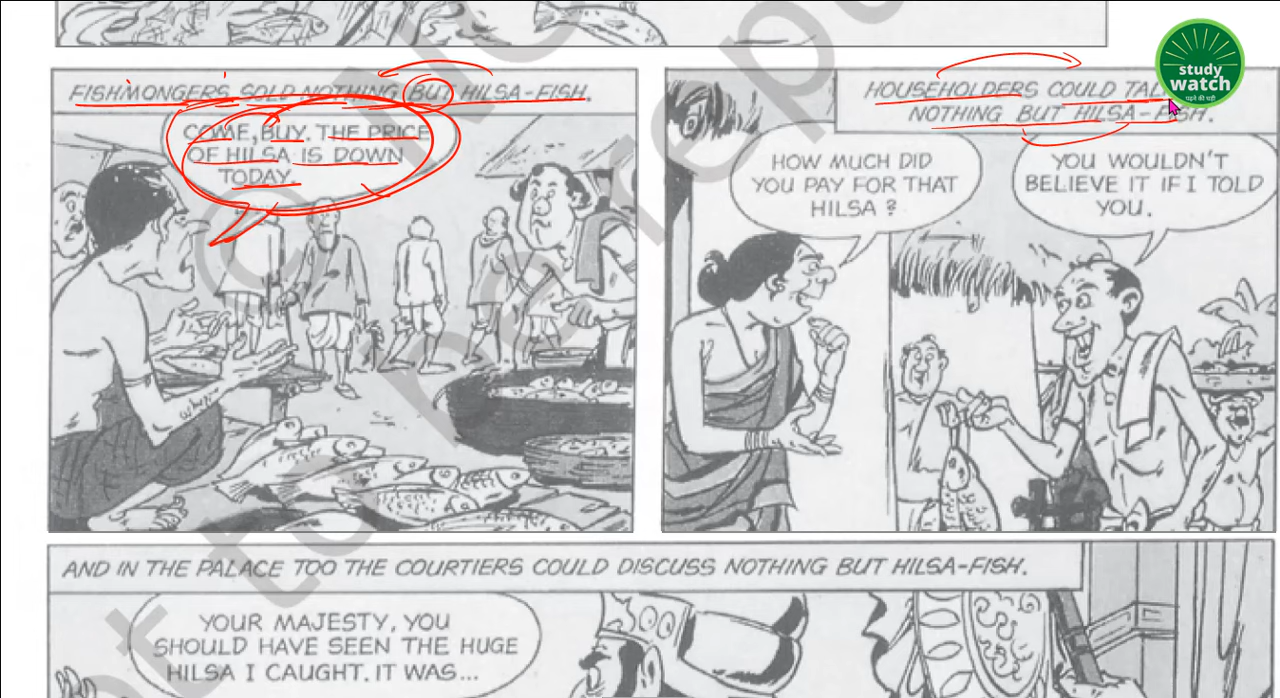 FISHMONGERS SOLD NOTHING BUT HILSA-FISH.
COME, BUY. THE PRICE
OF HILSA IS DOWN
TODAY.
HOUSEHOLDERS COULD TALK
NOTHING BUT HILSA-FISH.
HOW MUCH DID
YOU PAY FOR THAT
HILSA ?
YOU WOULDN'T
BELIEVE IT IF I TOLD
YOU.
study
watch
पढ़ने की घड़ी
AND IN THE PALACE TOO THE COURTIERS COULD DISCUSS NOTHING BUT HILSA-FISH.
YOUR MAJESTY, YOU
SHOULD HAVE SEEN THE HUGE
HILSA I CAUGHT. IT WAS...